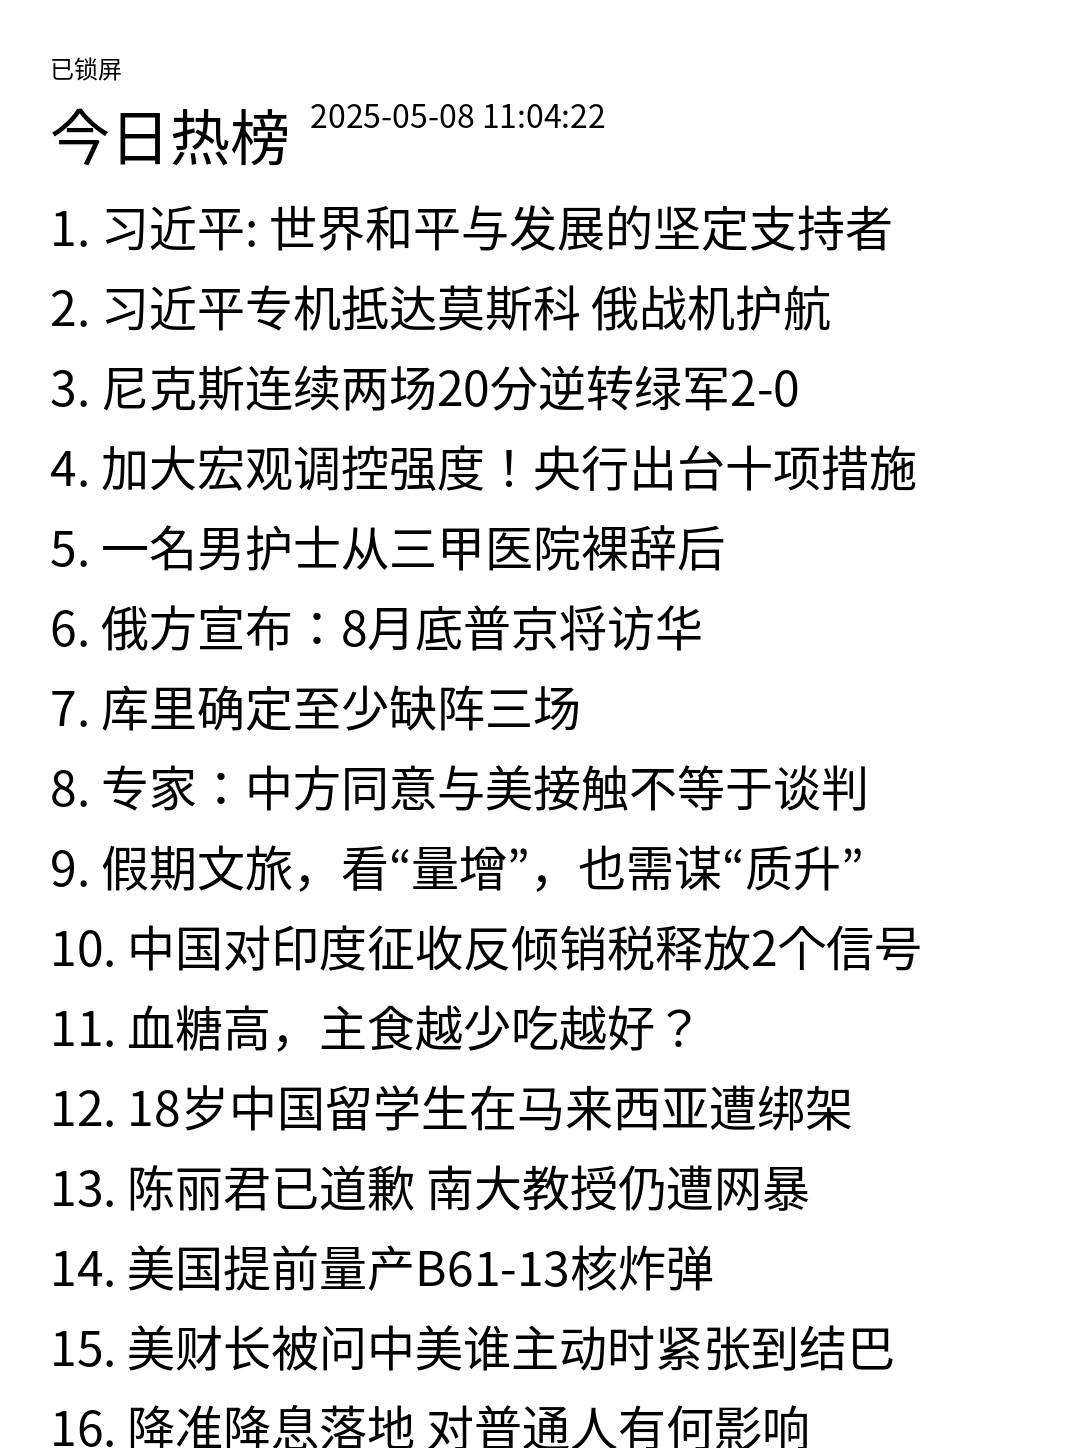 已锁屏
今日热榜 2025-05-08 11:04:22
1. 习近平: 世界和平与发展的坚定支持者
2. 习近平专机抵达莫斯科 俄战机护航
3. 尼克斯连续两场20分逆转绿军2-0
4. 加大宏观调控强度！央行出台十项措施
5. 一名男护士从三甲医院裸辞后
6. 俄方宣布：8月底普京将访华
7. 库里确定至少缺阵三场
8. 专家：中方同意与美接触不等于谈判
9. 假期文旅，看“量增”，也需谋“质升”
10. 中国对印度征收反倾销税释放2个信号
11. 血糖高，主食越少吃越好？
12. 18岁中国留学生在马来西亚遭绑架
13. 陈丽君已道歉 南大教授仍遭网暴
14. 美国提前量产B61-13核炸弹
15. 美财长被问中美谁主动时紧张到结巴
16. 降准降息落地 对普通人有何影响